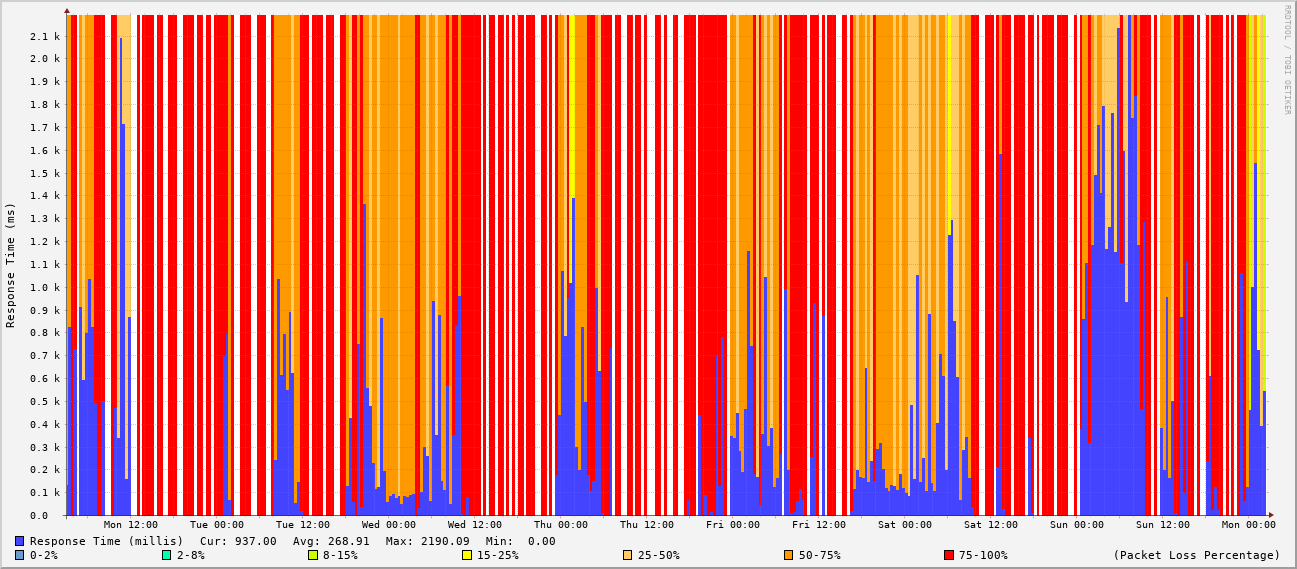 RRDTOOL / TOBI OETIKER
Response Time (ms)
2.1 k
2.0 k
1.9 k
1.8 k
1.7 k
1.6 k
1.5 k
1.4 k
1.3 k
1.2 k
1.1 k
1.0 k
0.9 k
0.8 k
0.7 k
0.6 k
0.5 k
0.4 k
0.3 k
0.2 k
0.1 k
0.0
Mon 12:00 Tue 00:00 Tue 12:00 Wed 00:00 Wed 12:00 Thu 00:00 Thu 12:00 Fri 00:00 Fri 12:00 Sat 00:00 Sat 12:00 Sun 00:00 Sun 12:00 Mon 00:00
Response Time (millis) Cur: 937.00 Avg: 268.91 Max: 2190.09 Min: 0.00
0-2% 2-8% 8-15% 15-25% 25-50% 50-75% 75-100% (Packet Loss Percentage)